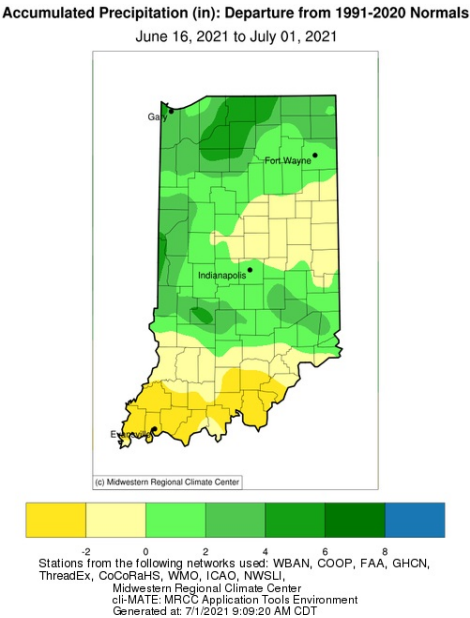 Accumulated Precipitation (in): Departure from 1991-2020 Normals
June 16, 2021 to July 01, 2021
Gary
Fort Wayne
Indianapolis
Evansville
(c) Midwestern Regional Climate Center
-2 0 2 4 6 8
Stations from the following networks used: WBAN, COOP, FAA, GHCN,
ThreadEx, CoCoRaHS, WMO, ICAO, NWSLI,
Midwestern Regional Climate Center
cli-MATE: MRCC Application Tools Environment
Generated at: 7/1/2021 9:09:20 AM CDT